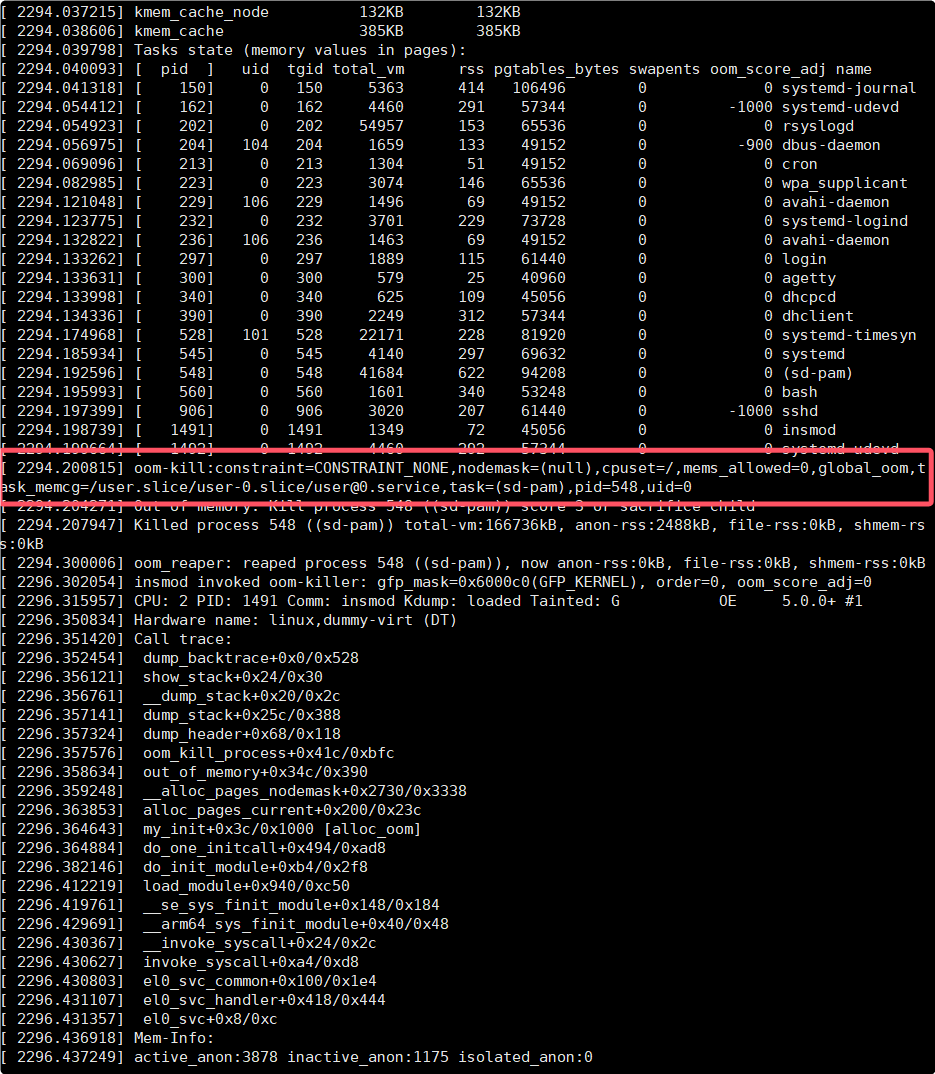 [ 2294.037215] kmem_cache_node          132KB        132KB
[ 2294.038606] kmem_cache               385KB        385KB
[ 2294.039798] Tasks state (memory values in pages):
[ 2294.040093] [  pid  ]   uid  tgid total_vm      rss pgtables_bytes swapents oom_score_adj name
[ 2294.041318] [    150]     0   150     5363      414   106496        0             0 systemd-journal
[ 2294.054412] [    162]     0   162     4460      291    57344        0         -1000 systemd-udevd
[ 2294.054923] [    202]     0   202    54957      153    65536        0             0 rsyslogd
[ 2294.056975] [    204]   104   204     1659      133    49152        0          -900 dbus-daemon
[ 2294.069096] [    213]     0   213     1304       51    49152        0             0 cron
[ 2294.082985] [    223]     0   223     3074      146    65536        0             0 wpa_supplicant
[ 2294.121048] [    229]   106   229     1496       69    49152        0             0 avahi-daemon
[ 2294.123775] [    232]     0   232     3701      229    73728        0             0 systemd-logind
[ 2294.132822] [    236]   106   236     1463       69    49152        0             0 avahi-daemon
[ 2294.133262] [    297]     0   297     1889      115    61440        0             0 login
[ 2294.133631] [    300]     0   300      579       25    40960        0             0 agetty
[ 2294.133998] [    340]     0   340      625      109    45056        0             0 dhcpcd
[ 2294.134336] [    390]     0   390     2249      312    57344        0             0 dhclient
[ 2294.174968] [    528]   101   528    22171      228    81920        0             0 systemd-timesyn
[ 2294.185934] [    545]     0   545     4140      297    69632        0             0 systemd
[ 2294.192596] [    548]     0   548    41684      622    94208        0             0 (sd-pam)
[ 2294.195993] [    560]     0   560     1601      340    53248        0             0 bash
[ 2294.197399] [    906]     0   906     3020      207    61440        0         -1000 sshd
[ 2294.198739] [   1491]     0  1491     1349       72    45056        0             0 insmod
[ 2294.199664] [   1492]     0  1492     4460      292    57344        0             0 systemd-udevd
[ 2294.200815] oom-kill:constraint=CONSTRAINT_NONE,nodemask=(null),cpuset=/,mems_allowed=0,global_oom,t
ask_memcg=/user.slice/user-0.slice/user@0.service,task=(sd-pam),pid=548,uid=0
[ 2294.204271] Out of memory: Kill process 548 ((sd-pam)) score 3 or sacrifice child
[ 2294.207947] Killed process 548 ((sd-pam)) total-vm:166736kB, anon-rss:2488kB, file-rss:0kB, shmem-rs
s:0kB
[ 2294.300006] oom_reaper: reaped process 548 ((sd-pam)), now anon-rss:0kB, file-rss:0kB, shmem-rss:0kB
[ 2296.302054] insmod invoked oom-killer: gfp_mask=0x6000c0(GFP_KERNEL), order=0, oom_score_adj=0
[ 2296.315957] CPU: 2 PID: 1491 Comm: insmod Kdump: loaded Tainted: G           OE     5.0.0+ #1
[ 2296.350834] Hardware name: linux,dummy-virt (DT)
[ 2296.351420] Call trace:
[ 2296.352454]  dump_backtrace+0x0/0x528
[ 2296.356121]  show_stack+0x24/0x30
[ 2296.356761]  __dump_stack+0x20/0x2c
[ 2296.357141]  dump_stack+0x25c/0x388
[ 2296.357324]  dump_header+0x68/0x118
[ 2296.357576]  oom_kill_process+0x41c/0xbfc
[ 2296.358634]  out_of_memory+0x34c/0x390
[ 2296.359248]  __alloc_pages_nodemask+0x2730/0x3338
[ 2296.363853]  alloc_pages_current+0x200/0x23c
[ 2296.364643]  my_init+0x3c/0x1000 [alloc_oom]
[ 2296.364884]  do_one_initcall+0x494/0xad8
[ 2296.382146]  do_init_module+0xb4/0x2f8
[ 2296.412219]  load_module+0x940/0xc50
[ 2296.419761]  __se_sys_finit_module+0x148/0x184
[ 2296.429691]  __arm64_sys_finit_module+0x40/0x48
[ 2296.430367]  __invoke_syscall+0x24/0x2c
[ 2296.430627]  invoke_syscall+0xa4/0xd8
[ 2296.430803]  el0_svc_common+0x100/0x1e4
[ 2296.431107]  el0_svc_handler+0x418/0x444
[ 2296.431357]  el0_svc+0x8/0xc
[ 2296.436918] Mem-Info:
[ 2296.437249] active_anon:3878 inactive_anon:1175 isolated_anon:0